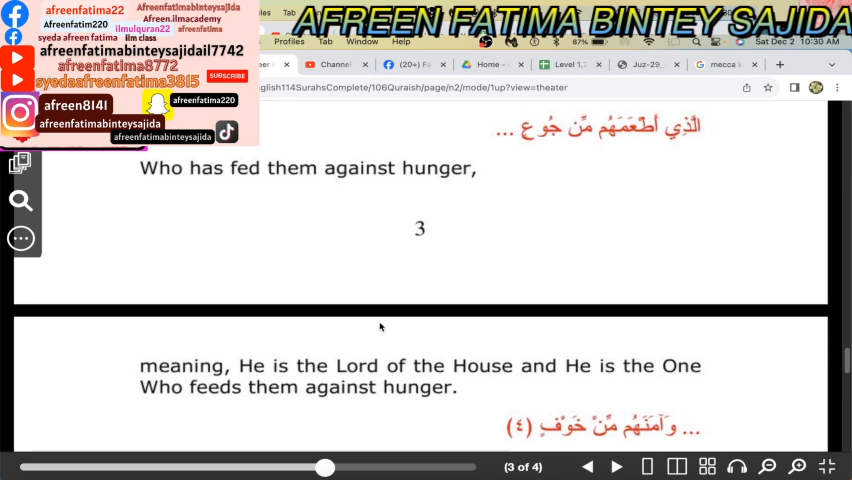 afreenfatima22
Afreenfatimabinteysajida
Afreenfatima220
Afreen.ilmacademy
ilmulquran22
afreenfatima
syeda afreen fatima
ilm class
afreenfatimabinteysajidail7742
afreenfatima8772
syedaafreenfatima3815
SUBSCRIBE
afreen8141
afreenfatima220
afreenfatimabinteysajida
afreenfatimabinteysajida
AFREEN FATIMA BINTEY SAJIDA
Profiles Tab Window Help 87% Sat Dec 2 10:30 AM
Channel (20+) Fa Home - Level 1,2 Juz-29_ mecca k
glish114SurahsComplete/106Quraish/page/n2/mode/1up?view=theater
الَّذِي أَطْعَمَهُم مِّن جُوعٍ ...
Who has fed them against hunger,
3
meaning, He is the Lord of the House and He is the One
Who feeds them against hunger.
... وَآمَنَهُم مِّنْ خَوْفٍ (٤)
(3 of 4)